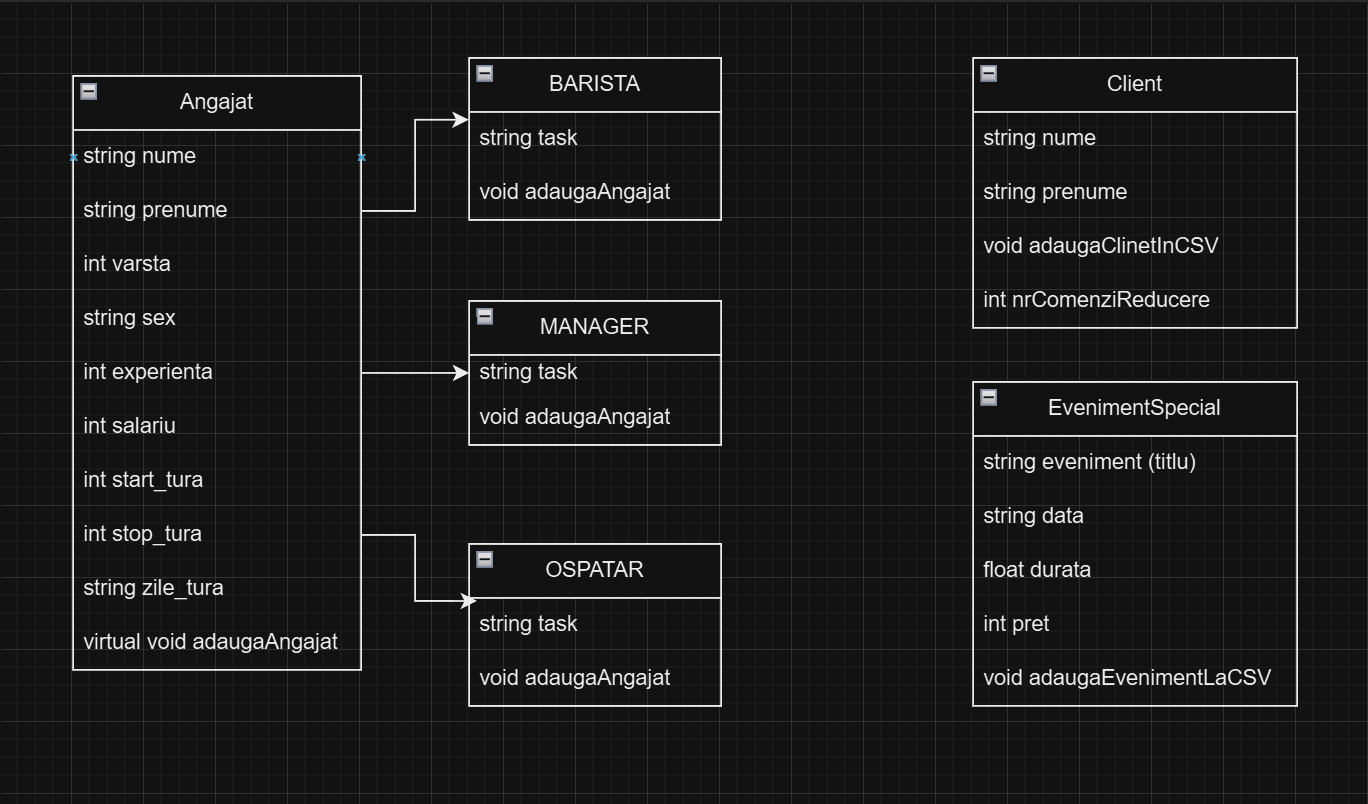 Angajat
string nume
string prenume
int varsta
string sex
int experienta
int salariu
int start_tura
int stop_tura
string zile_tura
virtual void adaugaAngajat
BARISTA
string task
void adaugaAngajat
MANAGER
string task
void adaugaAngajat
OSPATAR
string task
void adaugaAngajat
Client
string nume
string prenume
void adaugaClinetInCSV
int nrComenziReducere
EvenimentSpecial
string eveniment (titlu)
string data
float durata
int pret
void adaugaEvenimentLaCSV